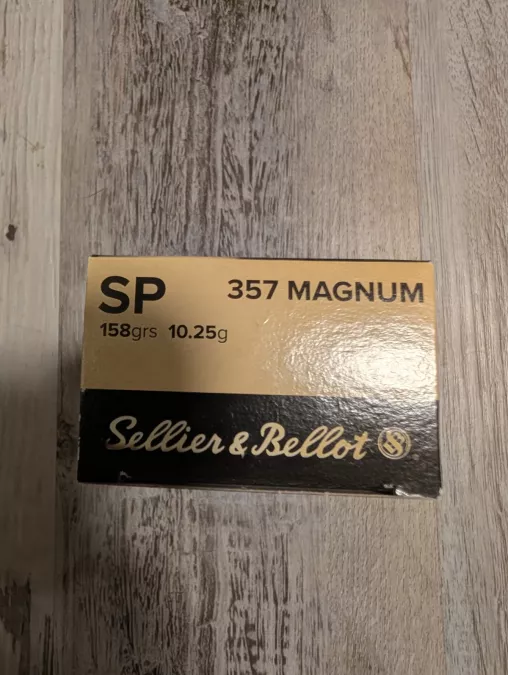 SP 357 MAGNUM
158grs 10.25g
Sellier & Bellot